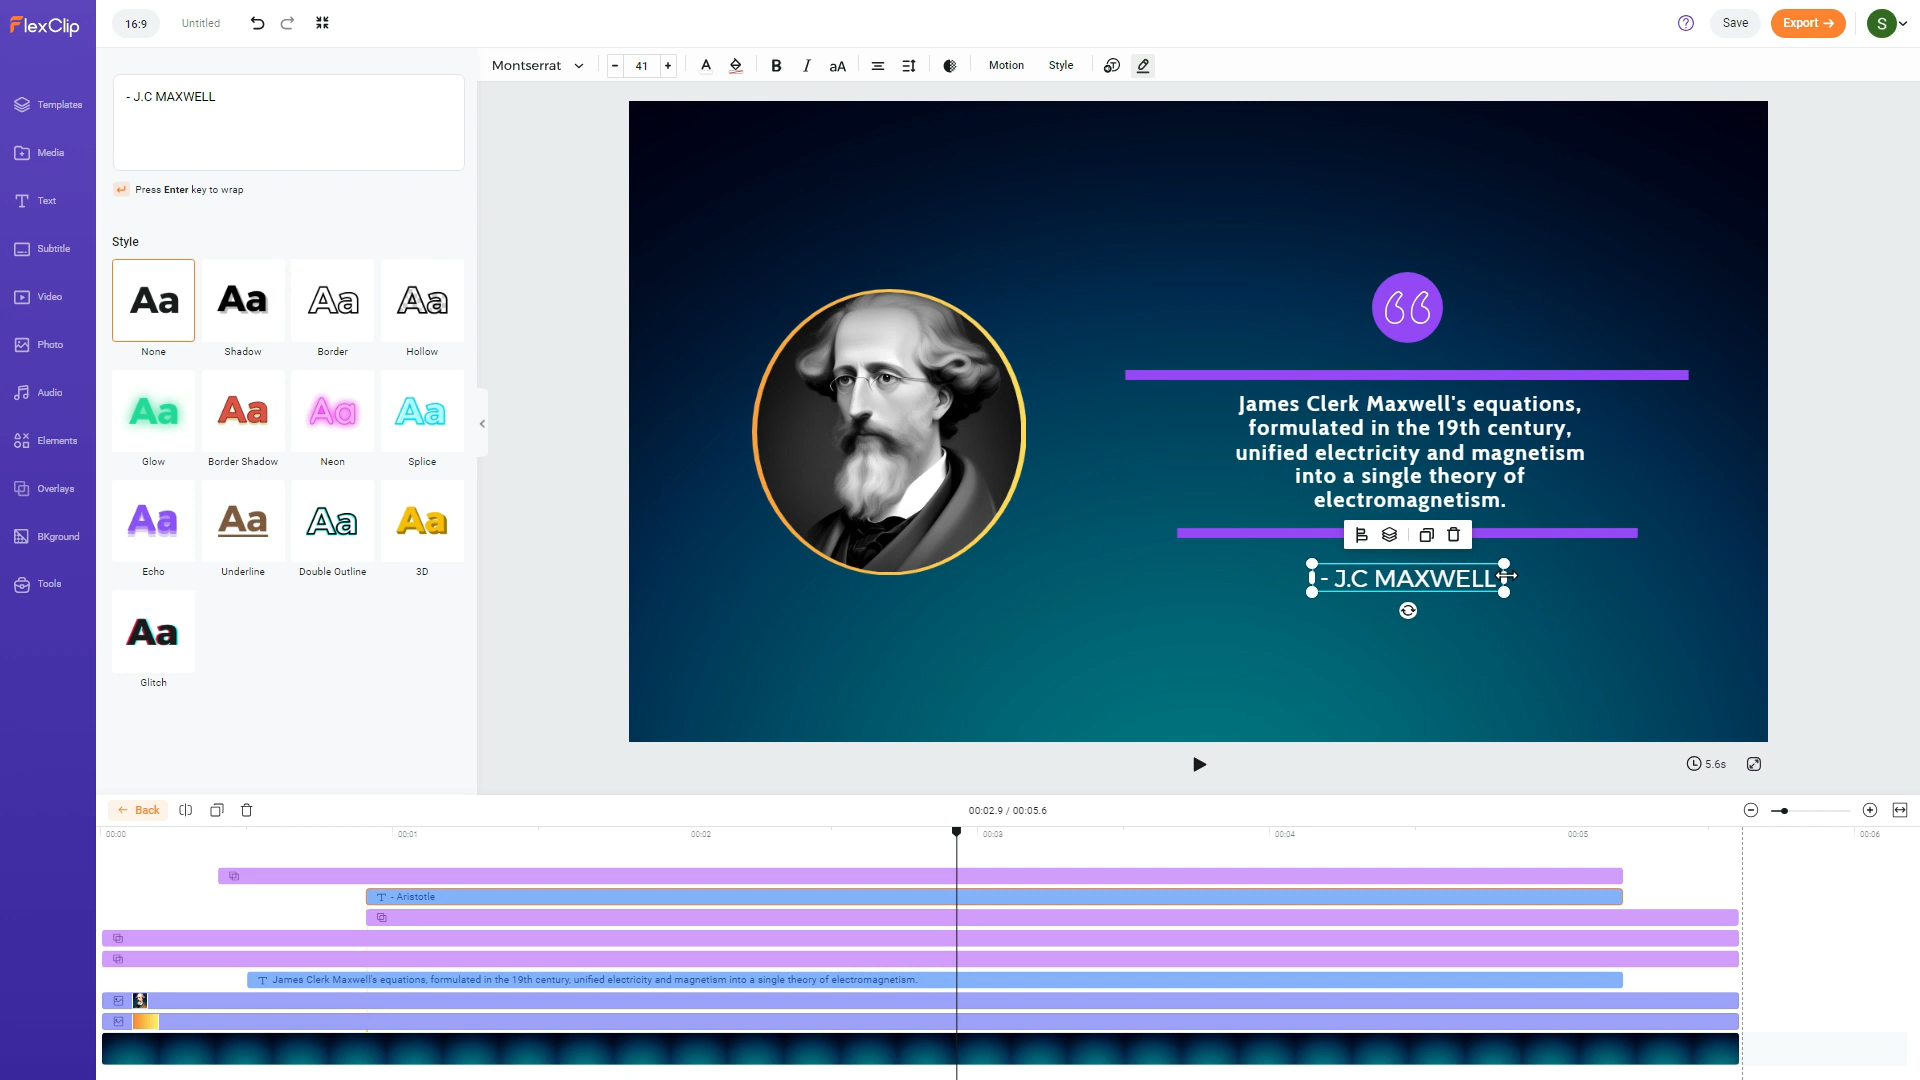 FlexClip
16:9
Untitled
Save
Export
S
Montserrat
- 41 +
A
B I aA
Motion
Style
Templates
Media
Text
Subtitle
Video
Photo
Audio
Elements
Overlays
BKground
Tools
- J.C MAXWELL
Press Enter key to wrap
Style
Aa Aa Aa Aa
None Shadow Border Hollow
Aa Aa Aa Aa
Glow Border Shadow Neon Splice
Aa Aa Aa Aa
Echo Underline Double Outline 3D
Aa
Glitch
James Clerk Maxwell's equations,
formulated in the 19th century,
unified electricity and magnetism
into a single theory of
electromagnetism.
- J.C MAXWELL
5.6s
Back
00:02.9 / 00:05.6
00:00 00:01 00:02 00:03 00:04 00:05 00:06
- Aristotle
James Clerk Maxwell's equations, formulated in the 19th century, unified electricity and magnetism into a single theory of electromagnetism.